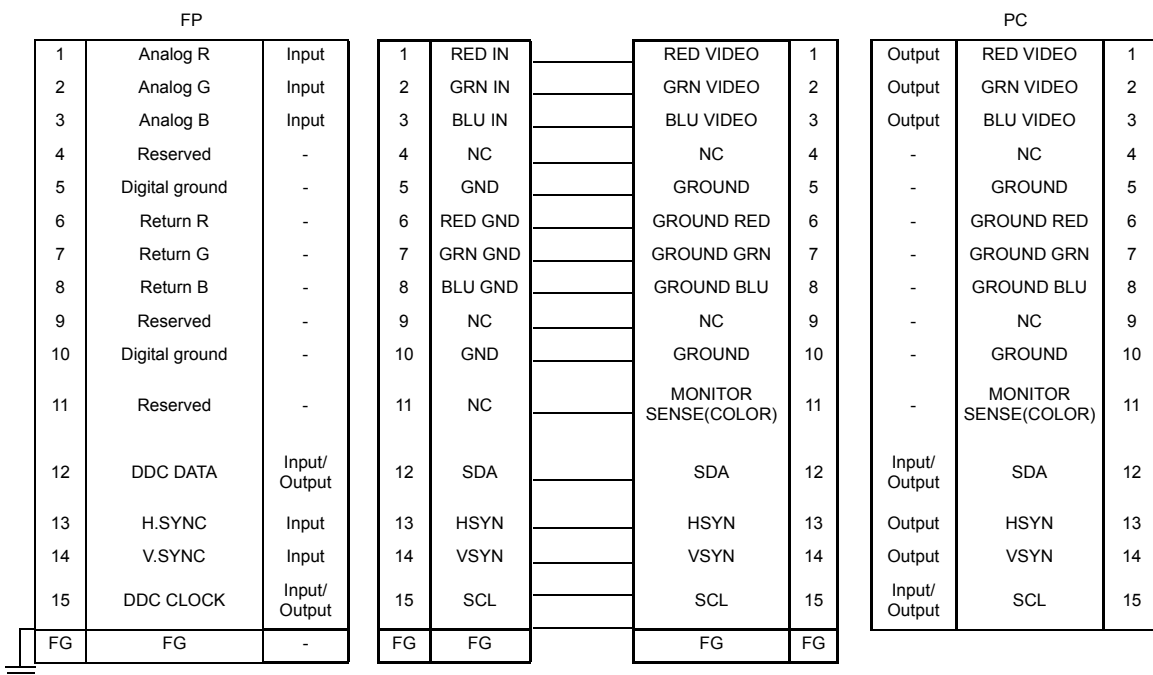 FP PC
1 Analog R Input 1 RED IN RED VIDEO 1 Output RED VIDEO 1
2 Analog G Input 2 GRN IN GRN VIDEO 2 Output GRN VIDEO 2
3 Analog B Input 3 BLU IN BLU VIDEO 3 Output BLU VIDEO 3
4 Reserved - 4 NC NC 4 - NC 4
5 Digital ground - 5 GND GROUND 5 - GROUND 5
6 Return R - 6 RED GND GROUND RED 6 - GROUND RED 6
7 Return G - 7 GRN GND GROUND GRN 7 - GROUND GRN 7
8 Return B - 8 BLU GND GROUND BLU 8 - GROUND BLU 8
9 Reserved - 9 NC NC 9 - NC 9
10 Digital ground - 10 GND GROUND 10 - GROUND 10
11 Reserved - 11 NC MONITOR SENSE(COLOR) 11 - MONITOR SENSE(COLOR) 11
12 DDC DATA Input/ Output 12 SDA SDA 12 Input/ Output SDA 12
13 H.SYNC Input 13 HSYN HSYN 13 Output HSYN 13
14 V.SYNC Input 14 VSYN VSYN 14 Output VSYN 14
15 DDC CLOCK Input/ Output 15 SCL SCL 15 Input/ Output SCL 15
FG FG - FG FG FG FG